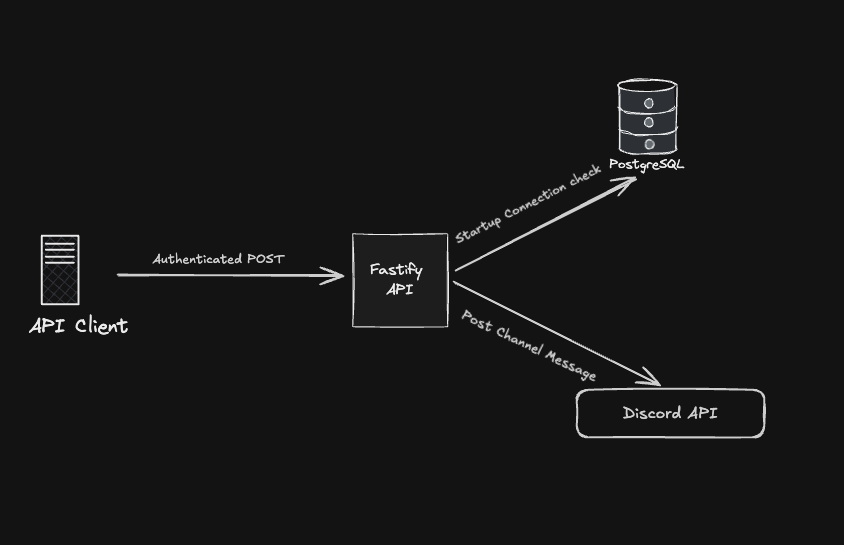 PostgreSQL
Startup Connection check
Authenticated POST
Fastify
API
API Client
Post Channel Message
Discord API